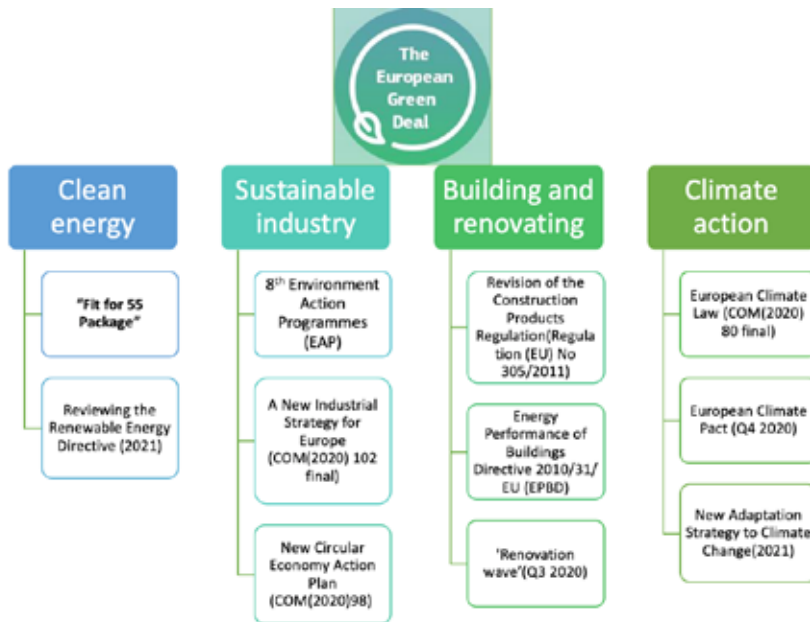 The
European
Green
Deal
Clean
energy
"Fit for 55
Package"
Reviewing the
Renewable Energy
Directive (2021)
Sustainable
industry
8th Environment
Action
Programmes
(EAP)
A New Industrial
Strategy for
Europe
(COM(2020) 102
final)
New Circular
Economy Action
Plan
(COM(2020)98)
Building and
renovating
Revision of the
Construction
Products
Regulation(Regula
tion (EU) No
305/2011)
Energy
Performance of
Buildings
Directive 2010/31/
EU (EPBD)
'Renovation
wave'(Q3 2020)
Climate
action
European Climate
Law (COM(2020)
80 final)
European Climate
Pact (Q4 2020)
New Adaptation
Strategy to Climate
Change(2021)